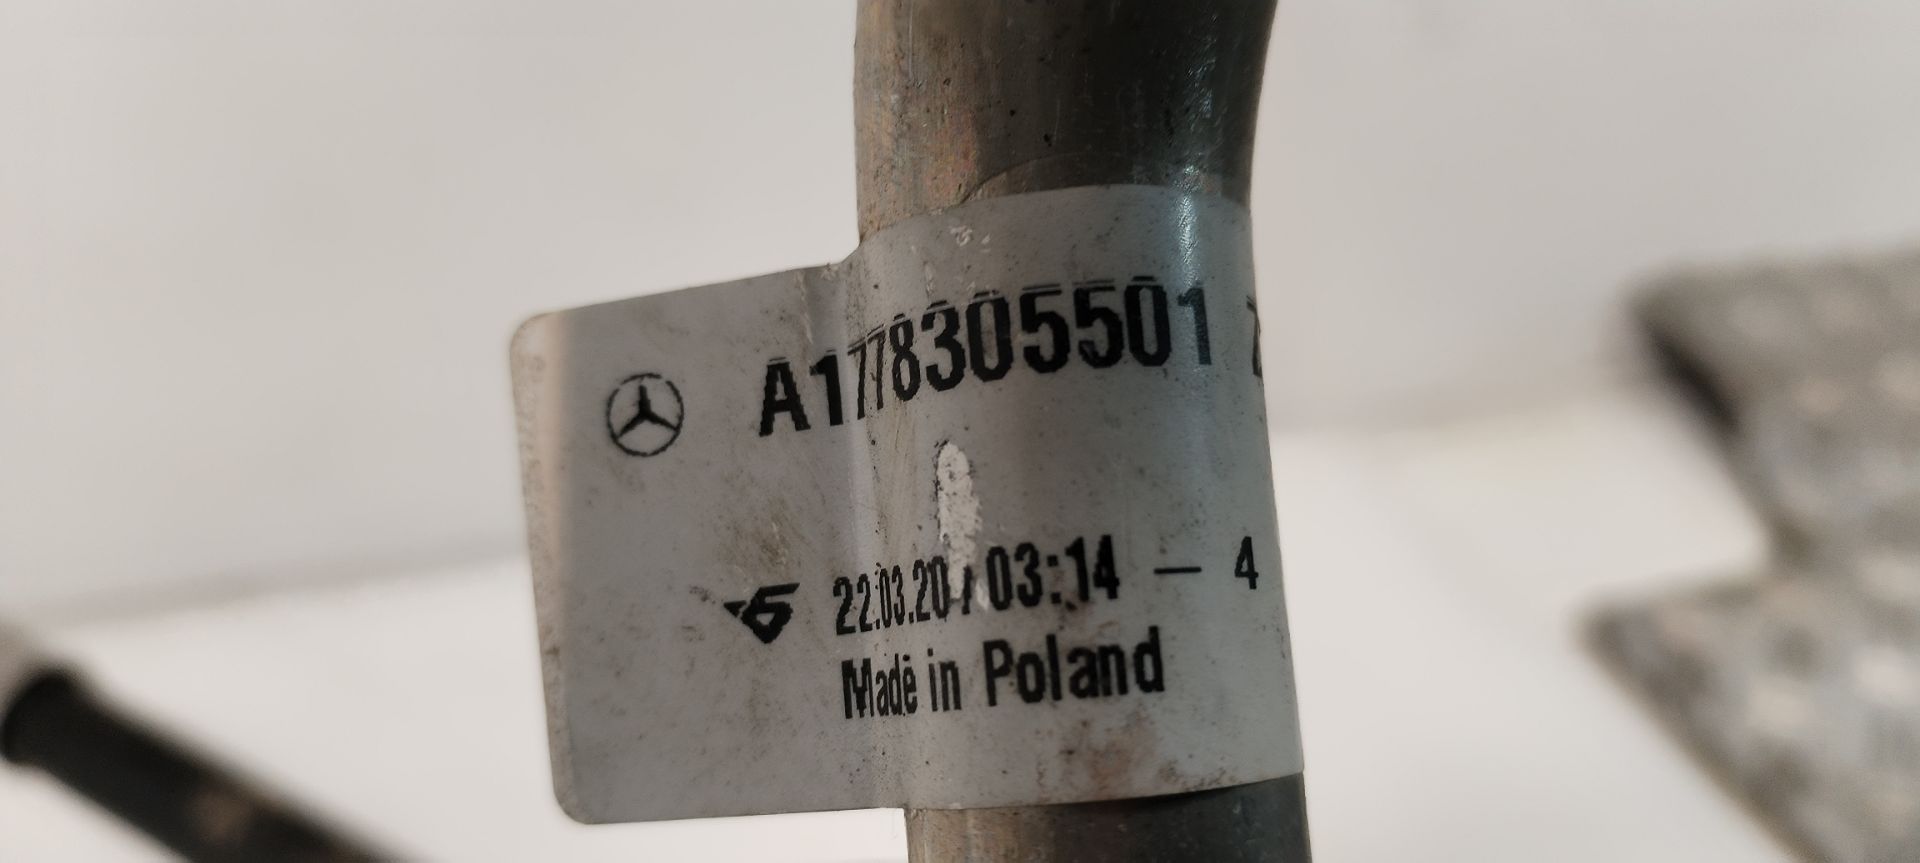 A1778305501 Z
22.03.20 / 03:14 - 4
Made in Poland